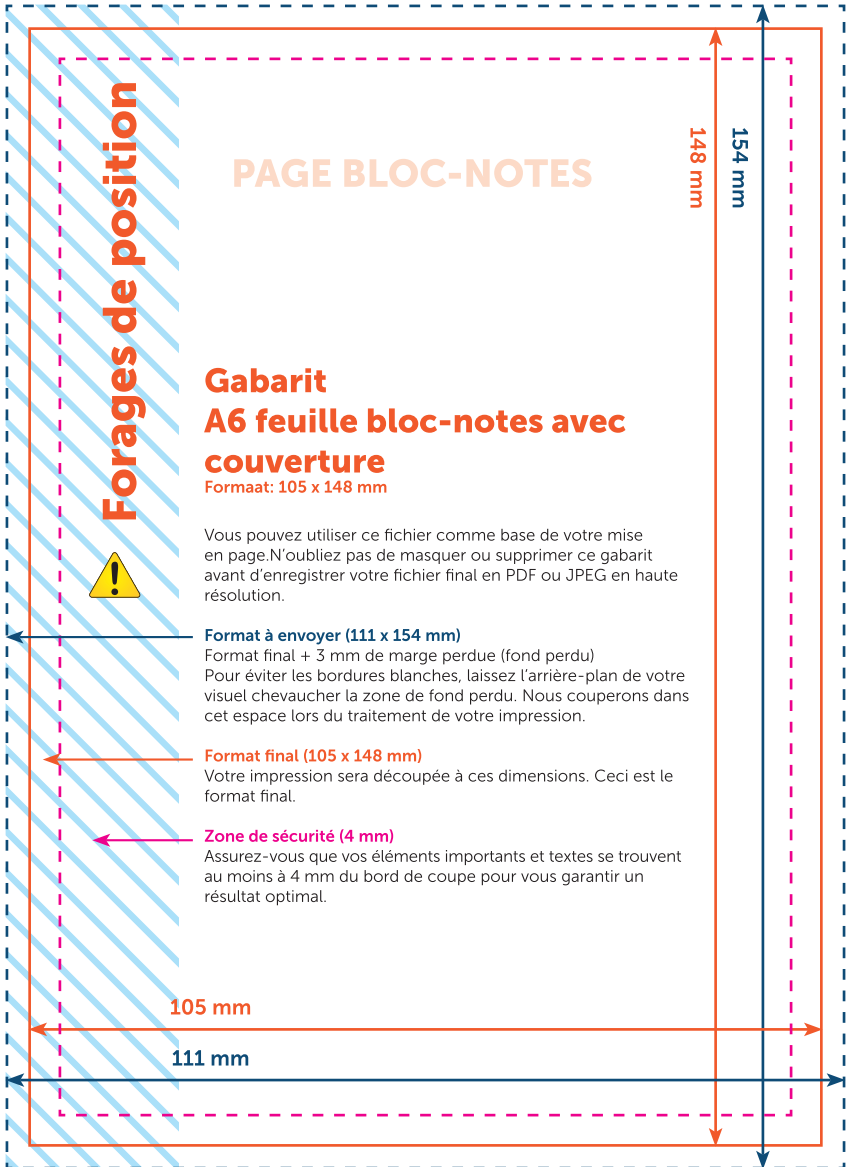 Forages de position
PAGE BLOC-NOTES
148 mm
154 mm
Gabarit
A6 feuille bloc-notes avec
couverture
Formaat: 105 x 148 mm
Vous pouvez utiliser ce fichier comme base de votre mise
en page.N’oubliez pas de masquer ou supprimer ce gabarit
avant d’enregistrer votre fichier final en PDF ou JPEG en haute
résolution.
Format à envoyer (111 x 154 mm)
Format final + 3 mm de marge perdue (fond perdu)
Pour éviter les bordures blanches, laissez l’arrière-plan de votre
visuel chevaucher la zone de fond perdu. Nous couperons dans
cet espace lors du traitement de votre impression.
Format final (105 x 148 mm)
Votre impression sera découpée à ces dimensions. Ceci est le
format final.
Zone de sécurité (4 mm)
Assurez-vous que vos éléments importants et textes se trouvent
au moins à 4 mm du bord de coupe pour vous garantir un
résultat optimal.
105 mm
111 mm